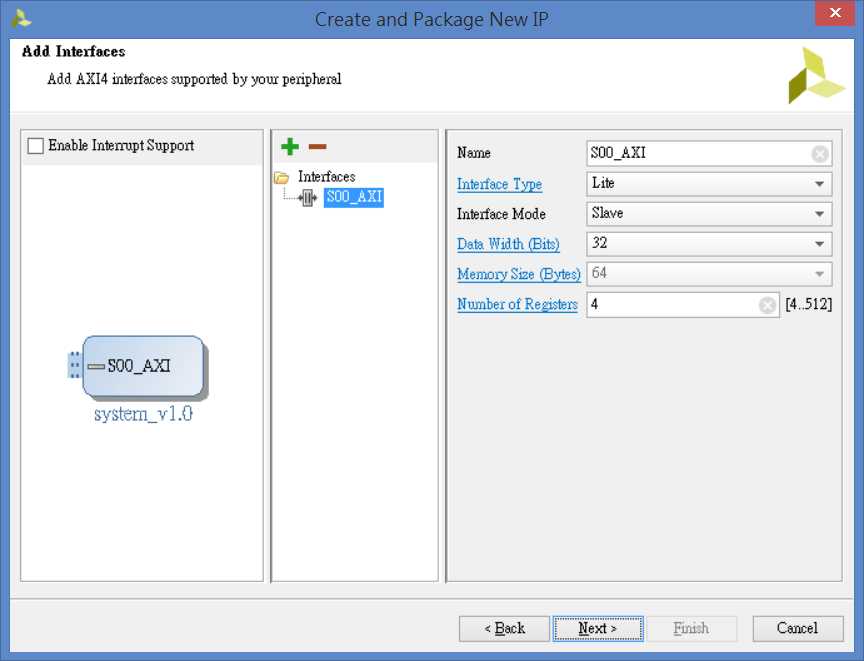 Create and Package New IP
Add Interfaces
Add AXI4 interfaces supported by your peripheral
Enable Interrupt Support
S00_AXI
system_v1.0
Interfaces
S00_AXI
Name S00_AXI
Interface Type Lite
Interface Mode Slave
Data Width (Bits) 32
Memory Size (Bytes) 64
Number of Registers 4 [4..512]
< Back Next > Finish Cancel